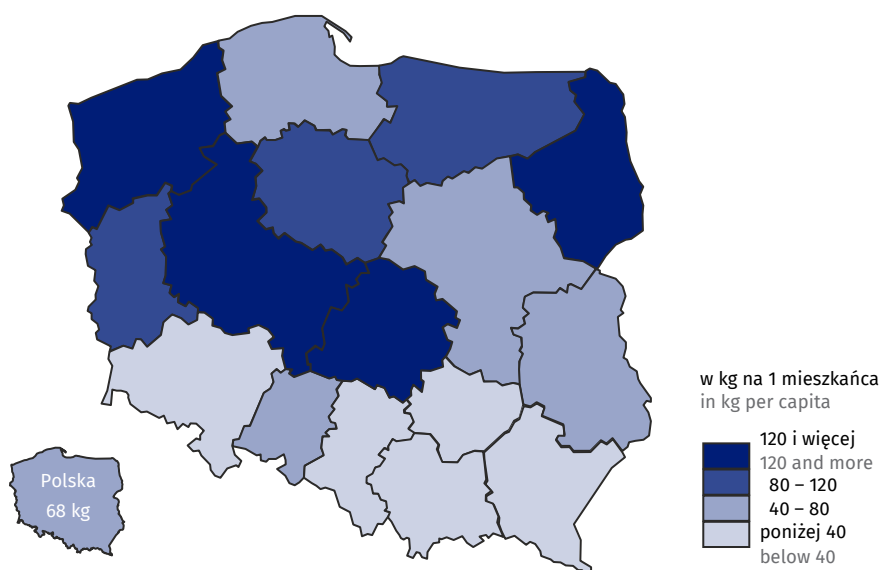 w kg na 1 mieszkańca
in kg per capita
120 i więcej
120 and more
80 – 120
40 – 80
poniżej 40
below 40
Polska
68 kg